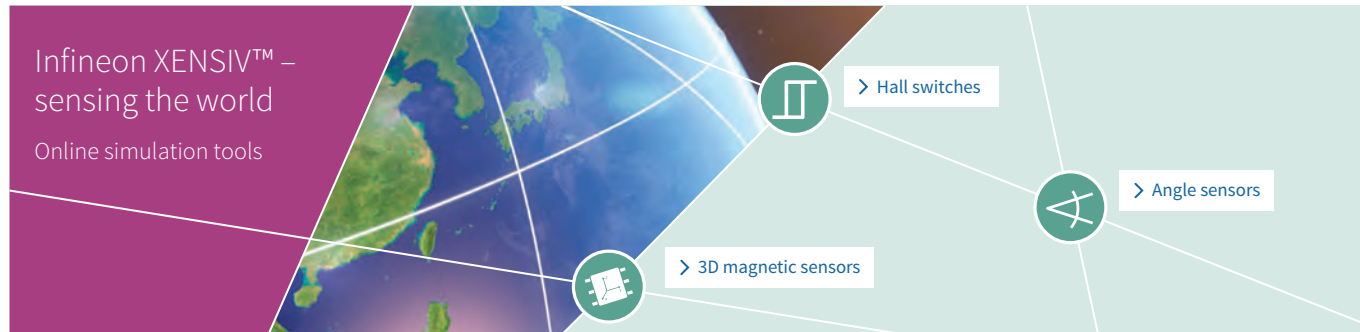 Infineon XENSIV™ –
sensing the world
Online simulation tools
> Hall switches
> Angle sensors
> 3D magnetic sensors